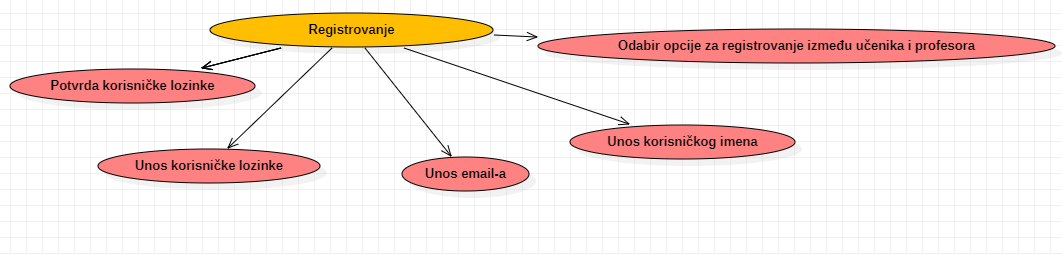 Registrovanje
Odabir opcije za registrovanje između učenika i profesora
Potvrda korisničke lozinke
Unos korisničkog imena
Unos korisničke lozinke
Unos email-a